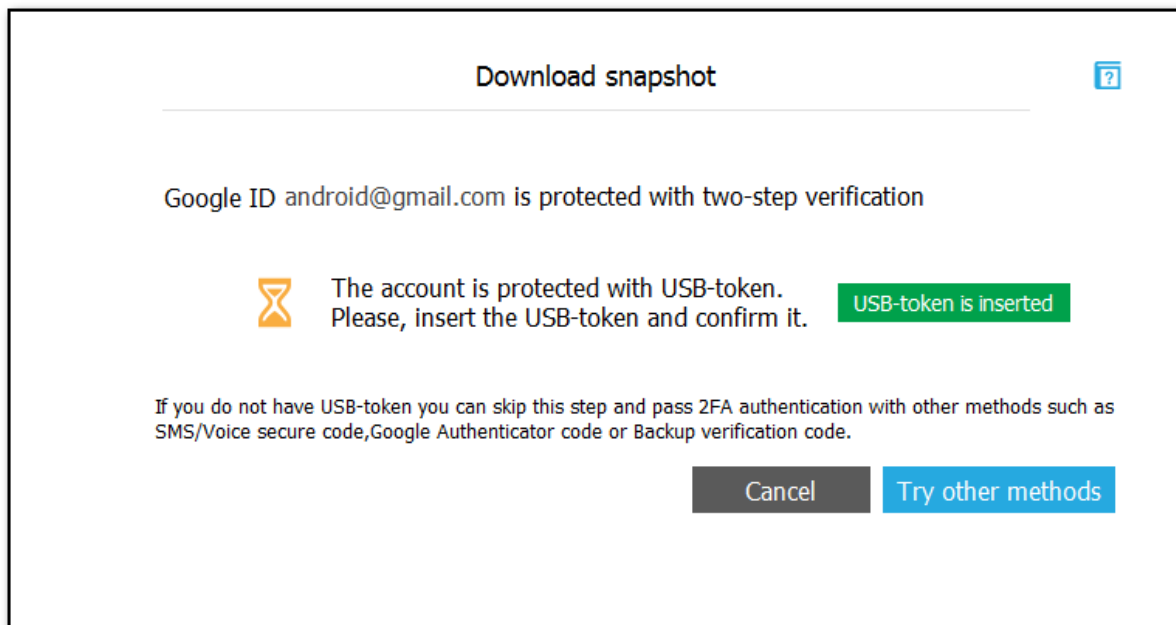 Download snapshot
?
Google ID android@gmail.com is protected with two-step verification
The account is protected with USB-token.
Please, insert the USB-token and confirm it.
USB-token is inserted
If you do not have USB-token you can skip this step and pass 2FA authentication with other methods such as
SMS/Voice secure code,Google Authenticator code or Backup verification code.
Cancel
Try other methods